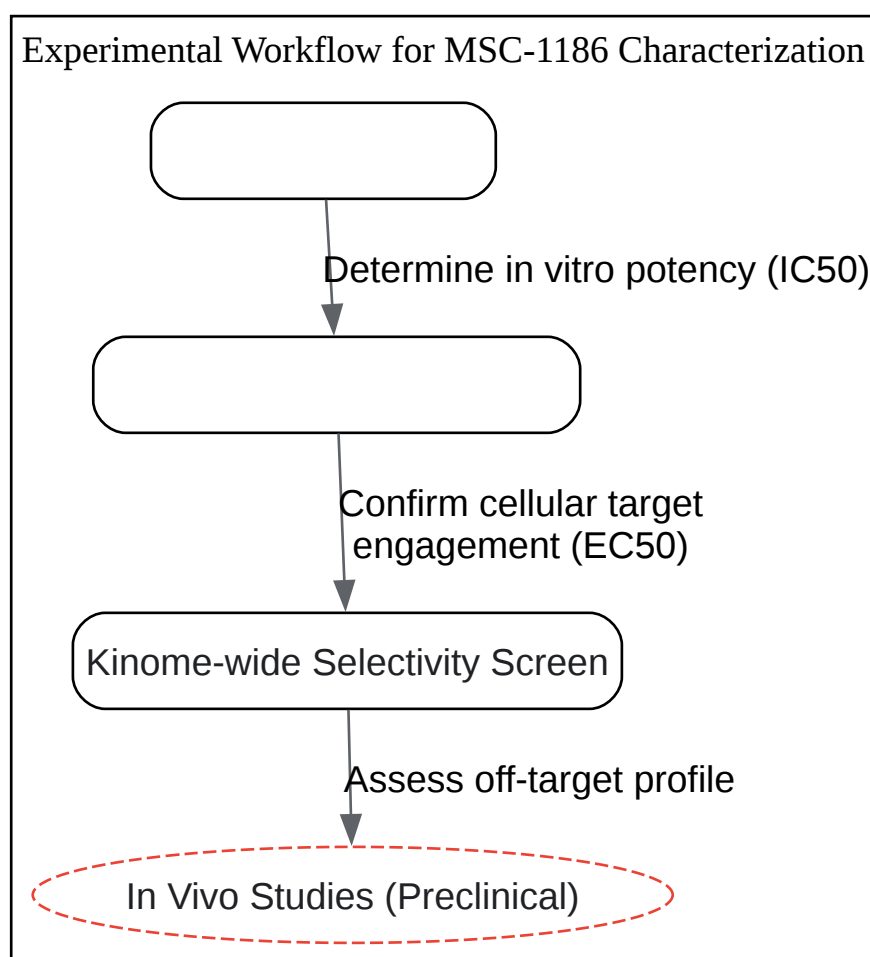 Experimental Workflow for MSC-1186 Characterization
Determine in vitro potency (IC50)
Confirm cellular target
engagement (EC50)
Kinome-wide Selectivity Screen
Assess off-target profile
In Vivo Studies (Preclinical)